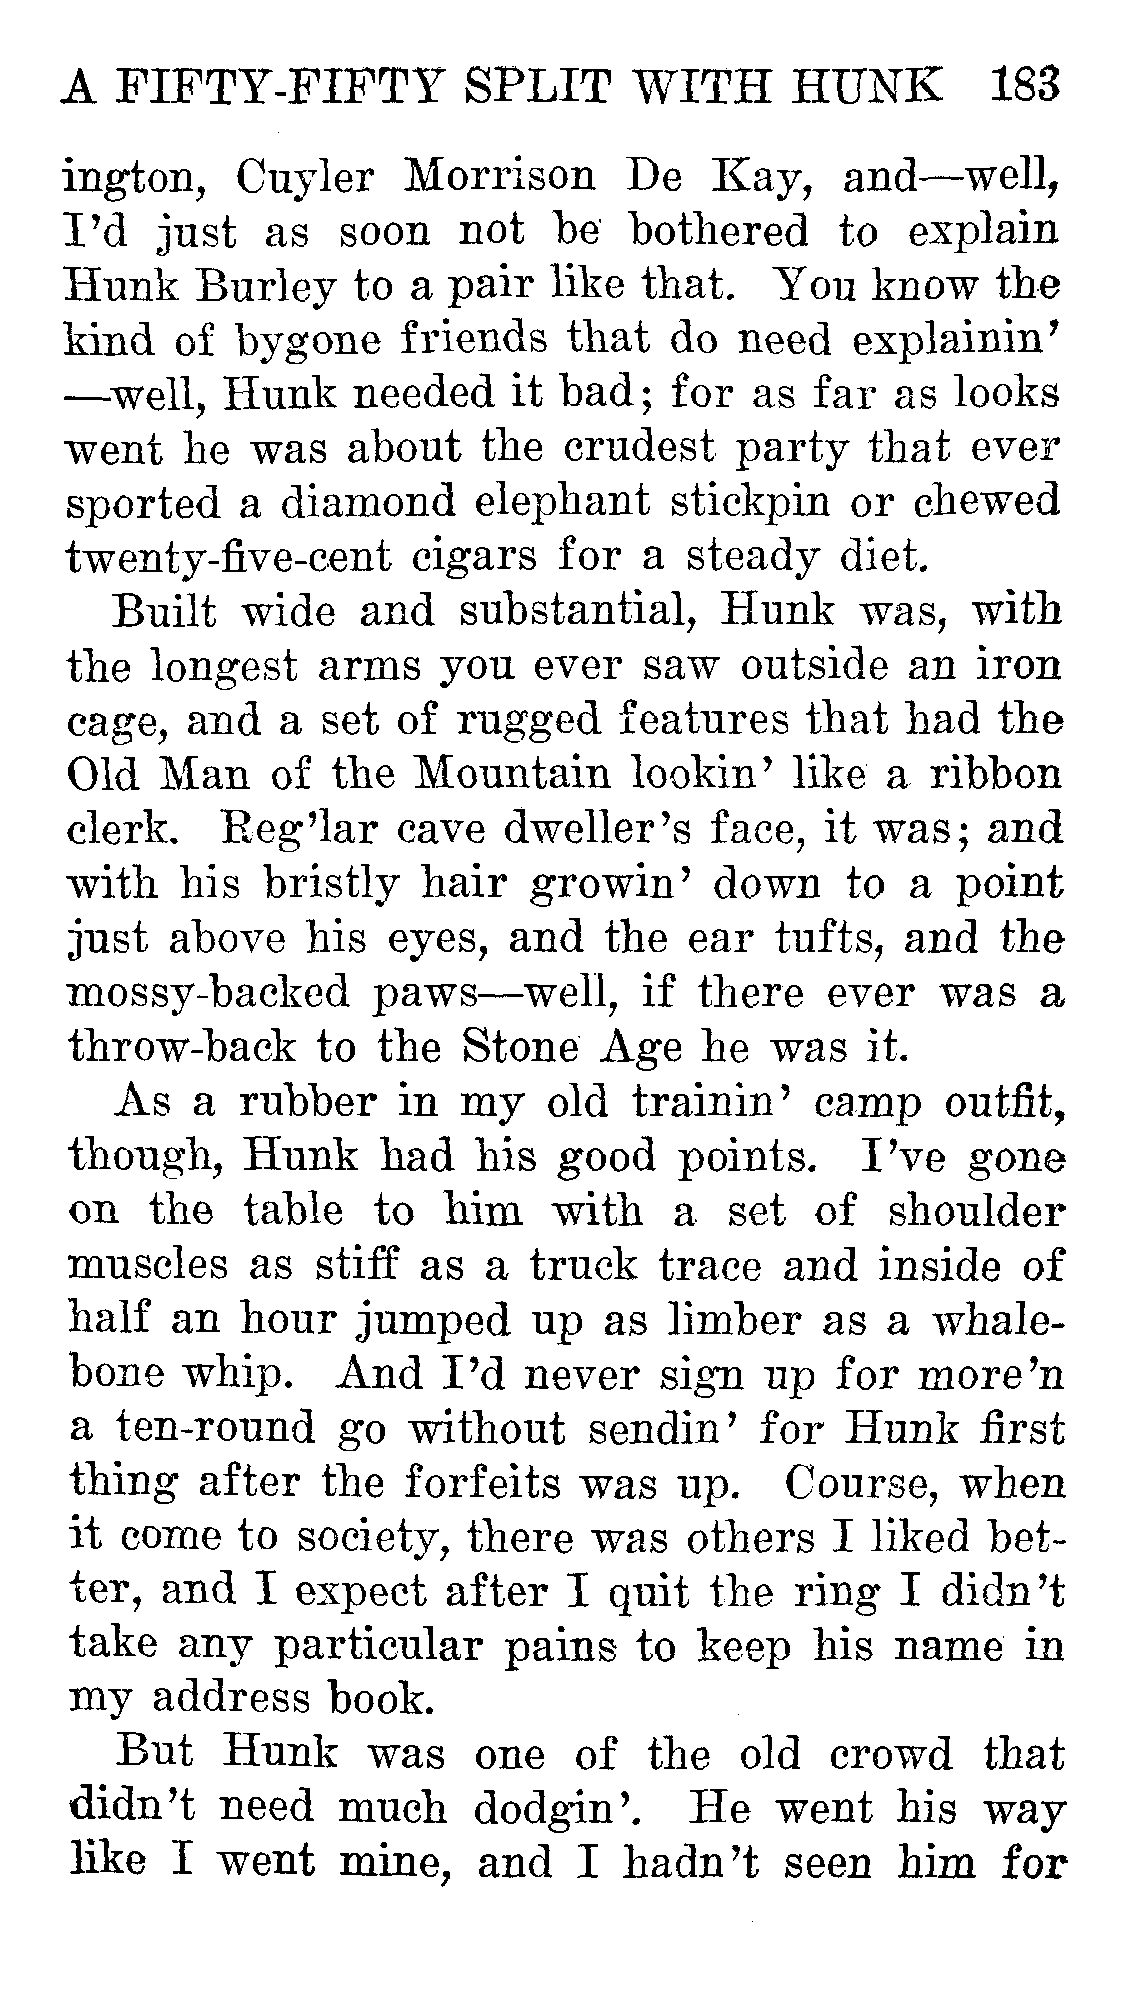 A FIFTY-FIFTY SPLIT WITH HUNK 183
ington, Cuyler Morrison De Kay, and—well,
I'd just as soon not be bothered to explain
Hunk Burley to a pair like that. You know the
kind of bygone friends that do need explainin'
—well, Hunk needed it bad; for as far as looks
went he was about the crudest party that ever
sported a diamond elephant stickpin or chewed
twenty-five-cent cigars for a steady diet.
Built wide and substantial, Hunk was, with
the longest arms you ever saw outside an iron
cage, and a set of rugged features that had the
Old Man of the Mountain lookin' like a ribbon
clerk. Reg'lar cave dweller's face, it was; and
with his bristly hair growin' down to a point
just above his eyes, and the ear tufts, and the
mossy-backed paws—well, if there ever was a
throw-back to the Stone Age he was it.
As a rubber in my old trainin' camp outfit,
though, Hunk had his good points. I've gone
on the table to him with a set of shoulder
muscles as stiff as a truck trace and inside of
half an hour jumped up as limber as a whale-
bone whip. And I'd never sign up for more'n
a ten-round go without sendin' for Hunk first
thing after the forfeits was up. Course, when
it come to society, there was others I liked bet-
ter, and I expect after I quit the ring I didn't
take any particular pains to keep his name in
my address book.
But Hunk was one of the old crowd that
didn't need much dodgin'. He went his way
like I went mine, and I hadn't seen him for